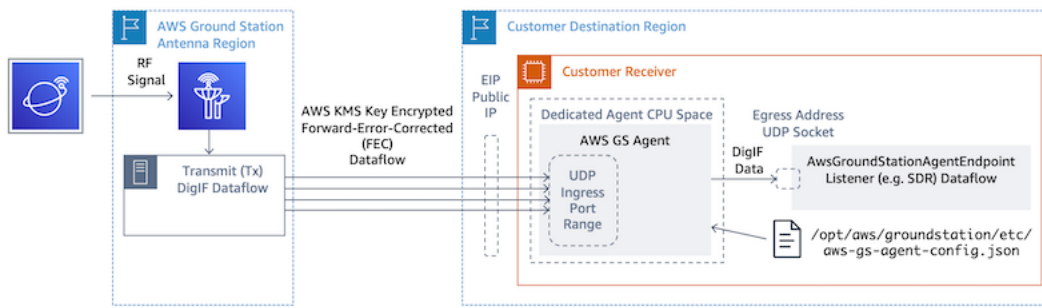 AWS Ground Station
Antenna Region
RF
Signal
Transmit (Tx)
DigIF Dataflow
AWS KMS Key Encrypted
Forward-Error-Corrected
(FEC)
Dataflow
Customer Destination Region
EIP
Public
IP
Customer Receiver
Dedicated Agent CPU Space
AWS GS Agent
UDP
Ingress
Port
Range
DigIF
Data
Egress Address
UDP Socket
AwsGroundStationAgentEndpoint
Listener (e.g. SDR) Dataflow
/opt/aws/groundstation/etc/
aws-gs-agent-config.json